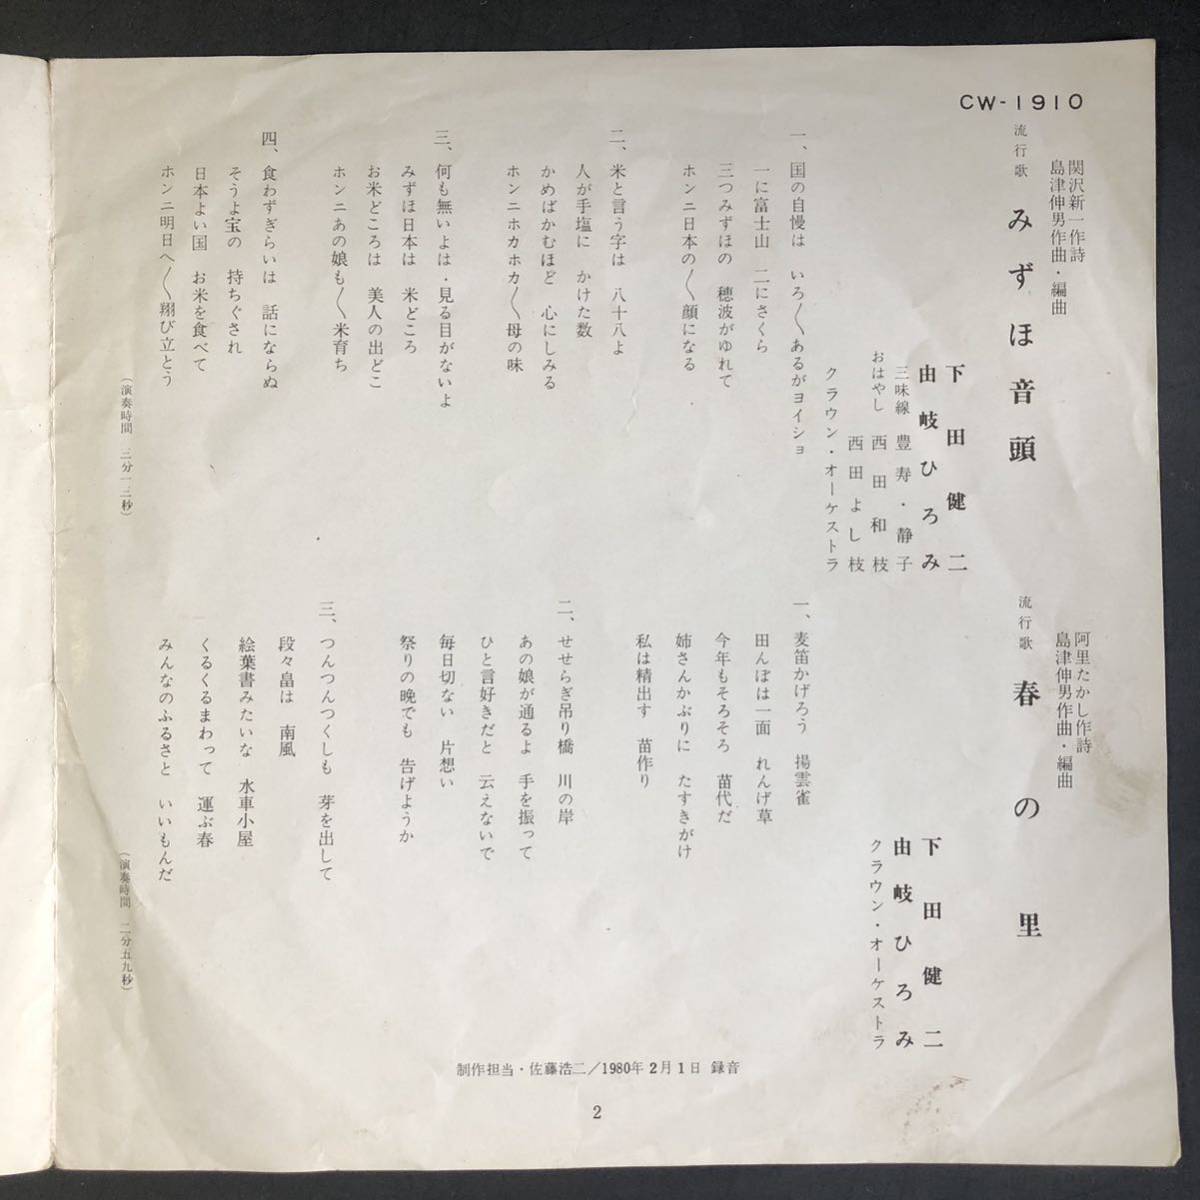 CW-1910
関沢新一作詩
島津伸男作曲・編曲
流行歌 みずほ音頭
下田健二
由岐ひろみ
三味線 豊寿・静子
おはやし 西田和枝
西田よし枝
クラウン・オーケストラ
一、国の自慢は いろ〳〵あるがヨイショ
一に富士山 二にさくら
三つみずほの 穂波がゆれて
ホンニ日本の〳〵顔になる
二、米と言う字は 八十八よ
人が手塩に かけた数
かめばかむほど 心にしみる
ホンニホカホカ〳〵母の味
三、何も無いよは・見る目がないよ
みずほ日本は 米どころ
お米どころは 美人の出どこ
ホンニあの娘も〳〵米育ち
四、食わずぎらいは 話にならぬ
そうよ宝の 持ちぐされ
日本よい国 お米を食べて
ホンニ明日へ〳〵翔び立とう
(演奏時間 三分一三秒)
阿里たかし作詩
島津伸男作曲・編曲
流行歌 春の里
下田健二
由岐ひろみ
クラウン・オーケストラ
一、麦笛かげろう 揚雲雀
田んぼは一面 れんげ草
今年もそろそろ 苗代だ
姉さんかぶりに たすきがけ
私は精出す 苗作り
二、せせらぎ吊り橋 川の岸
あの娘が通るよ 手を振って
ひと言好きだと 云えないで
毎日切ない 片想い
祭りの晩でも 告げようか
三、つんつんつくしも 芽を出して
段々畠は 南風
絵葉書みたいな 水車小屋
くるくるまわって 運ぶ春
みんなのふるさと いいもんだ
(演奏時間 二分五九秒)
制作担当・佐藤浩二/1980年2月1日 録音
2